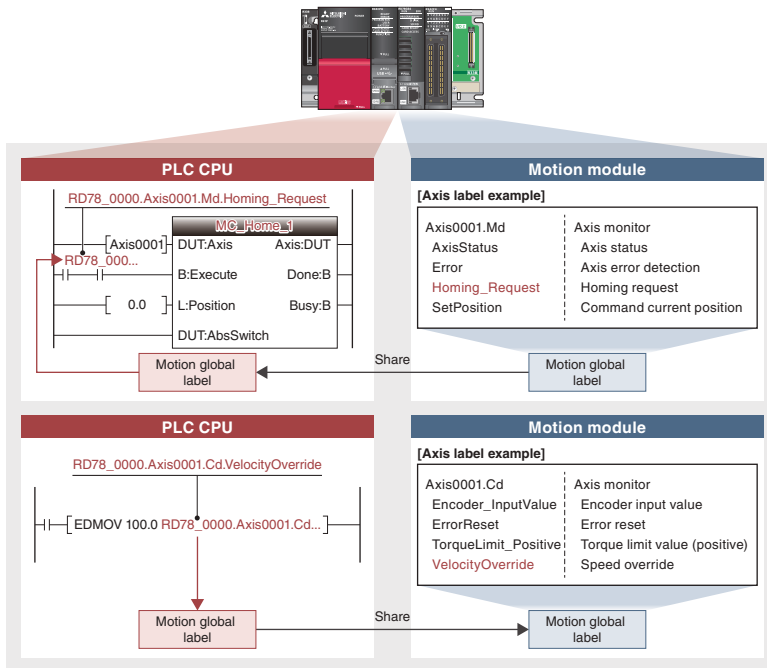 MITSUBISHI
PLC CPU
RD78_0000.Axis0001.Md.Homing_Request
MC_Home_1
Axis0001
DUT:Axis Axis:DUT
RD78_000...
B:Execute Done:B
0.0
L:Position Busy:B
DUT:AbsSwitch
Motion global
label
Share
Motion module
[Axis label example]
Axis0001.Md Axis monitor
AxisStatus Axis status
Error Axis error detection
Homing_Request Homing request
SetPosition Command current position
Motion global
label
PLC CPU
RD78_0000.Axis0001.Cd.VelocityOverride
EDMOV 100.0 RD78_0000.Axis0001.Cd...
Motion global
label
Share
Motion module
[Axis label example]
Axis0001.Cd Axis monitor
Encoder_InputValue Encoder input value
ErrorReset Error reset
TorqueLimit_Positive Torque limit value (positive)
VelocityOverride Speed override
Motion global
label